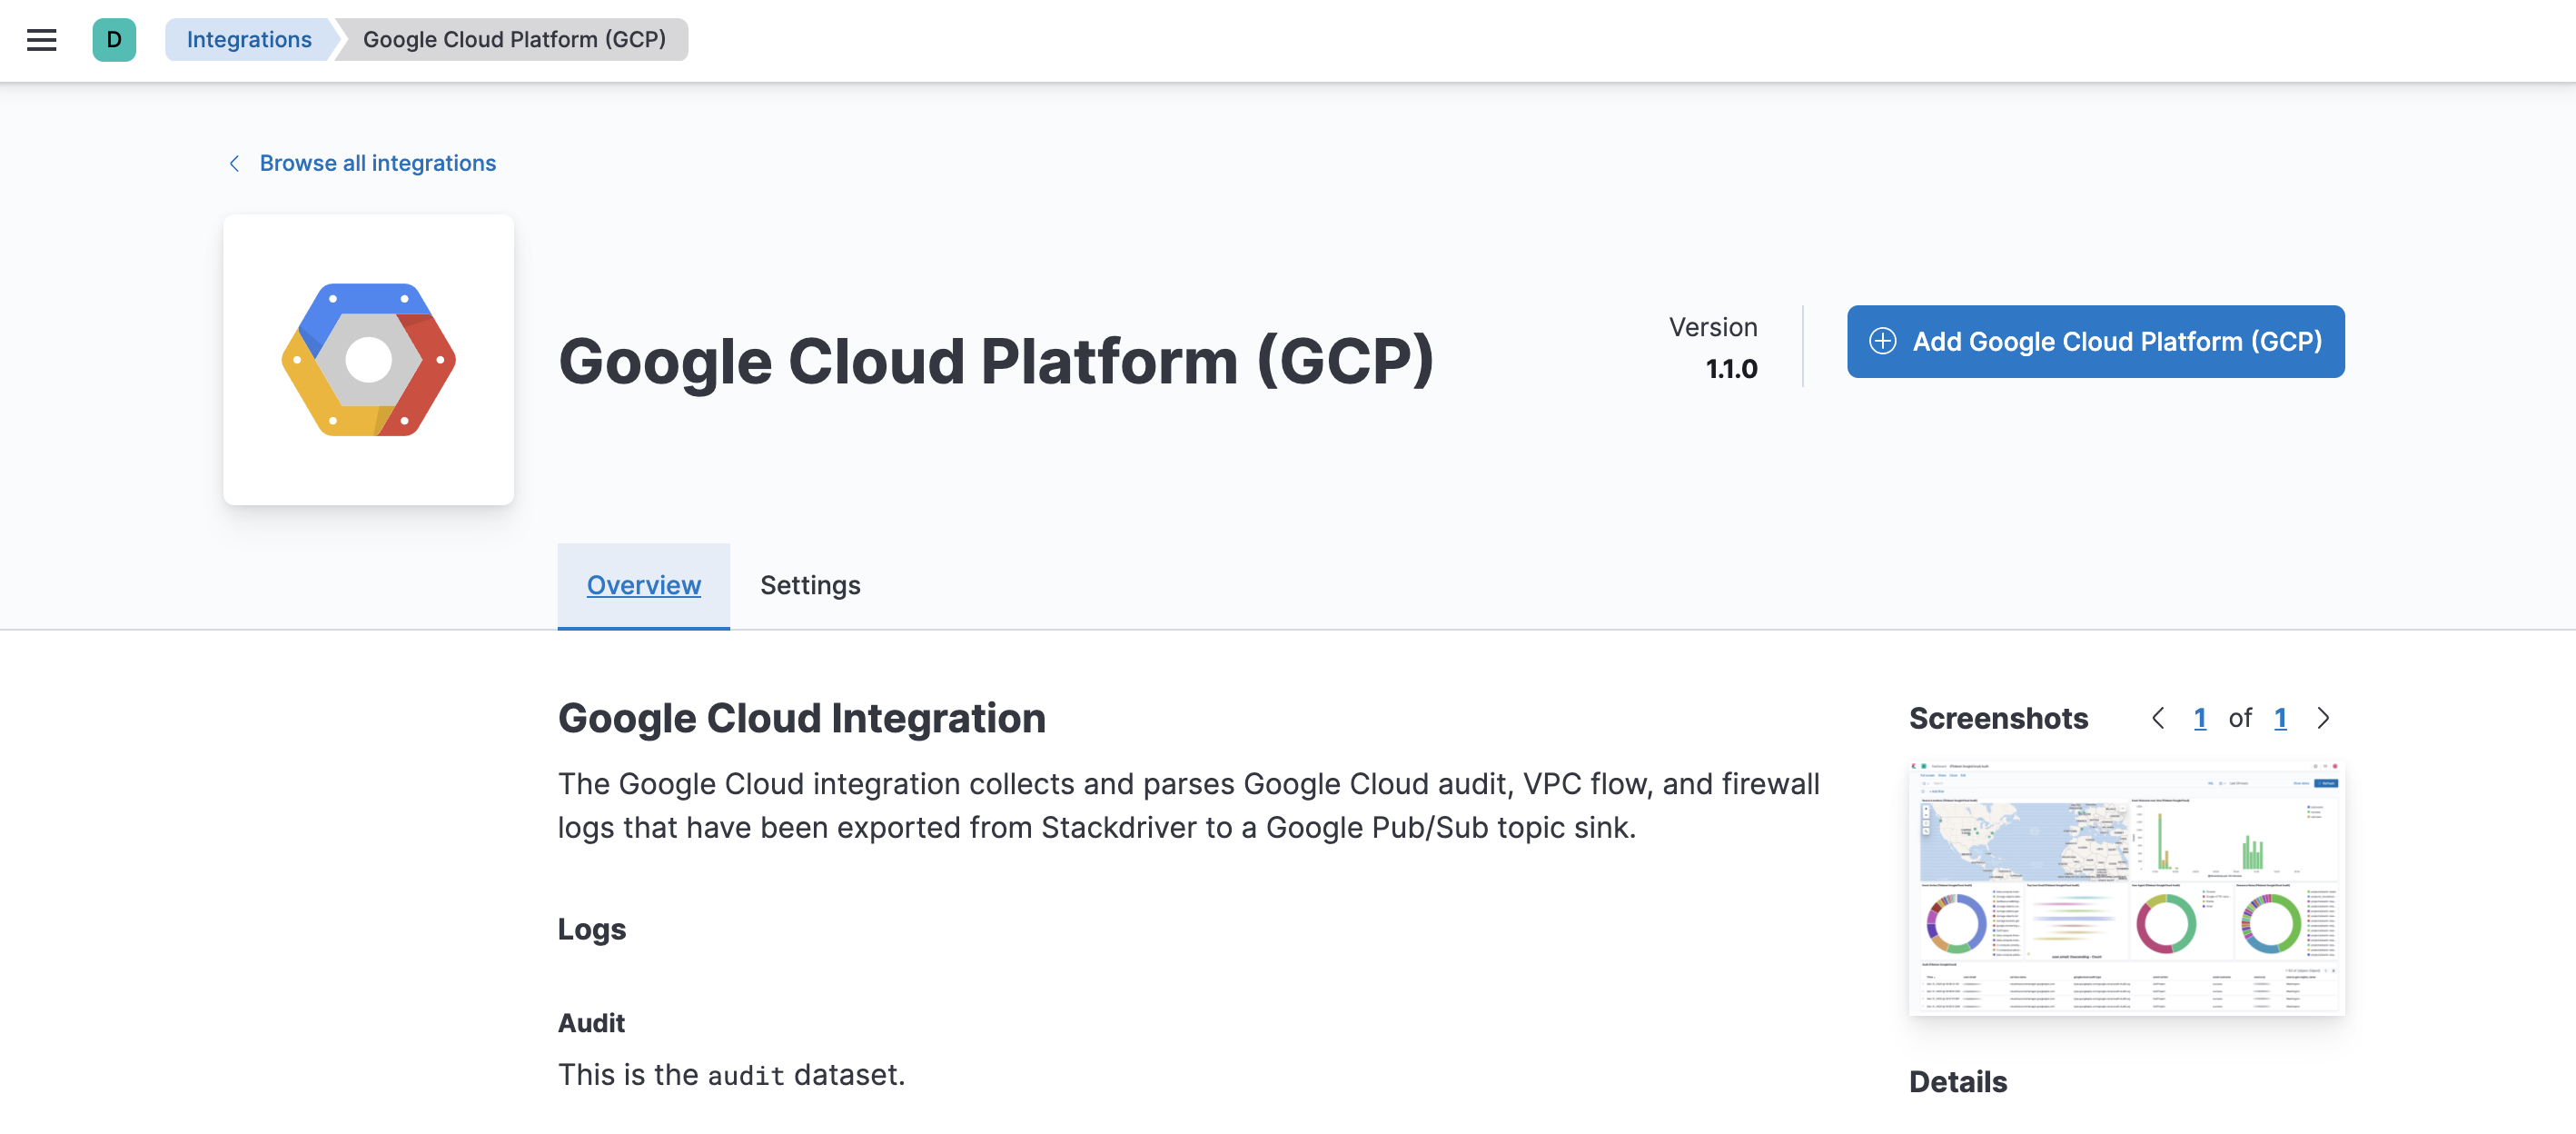 D
Integrations
Google Cloud Platform (GCP)
Browse all integrations
Google Cloud Platform (GCP)
Version
1.1.0
Add Google Cloud Platform (GCP)
Overview
Settings
Google Cloud Integration
The Google Cloud integration collects and parses Google Cloud audit, VPC flow, and firewall
logs that have been exported from Stackdriver to a Google Pub/Sub topic sink.
Logs
Audit
This is the audit dataset.
Screenshots
1 of 1
Details